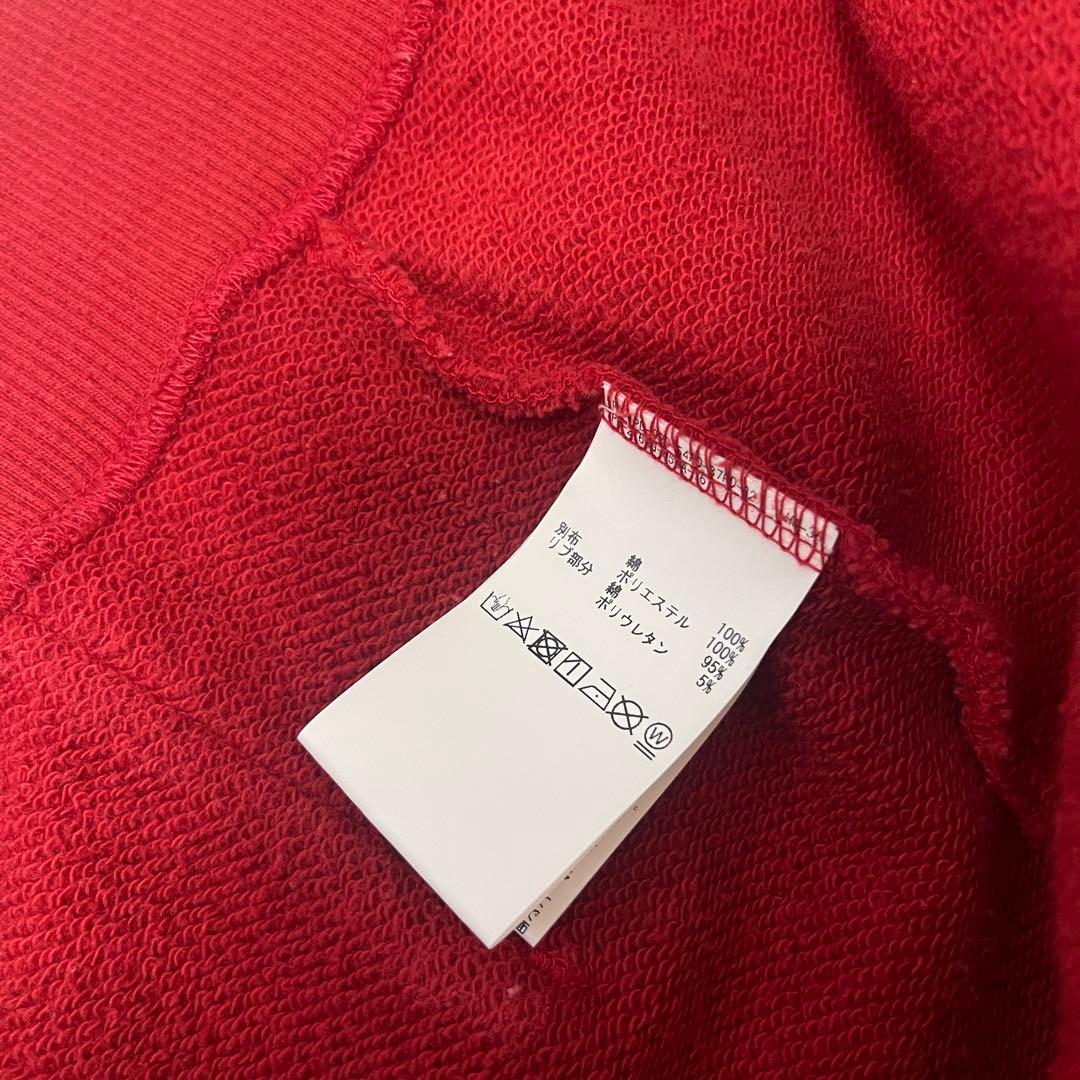 綿 100%
別布 ポリエステル 100%
リブ部分 綿 95%
ポリウレタン 5%
W